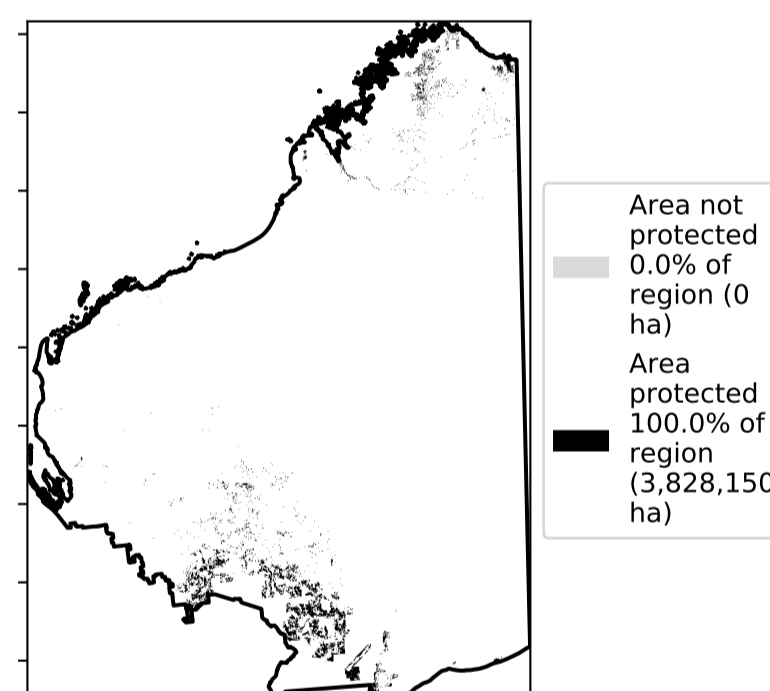 Area not
protected
0.0% of
region (0
ha)
Area
protected
100.0% of
region
(3,828,150
ha)